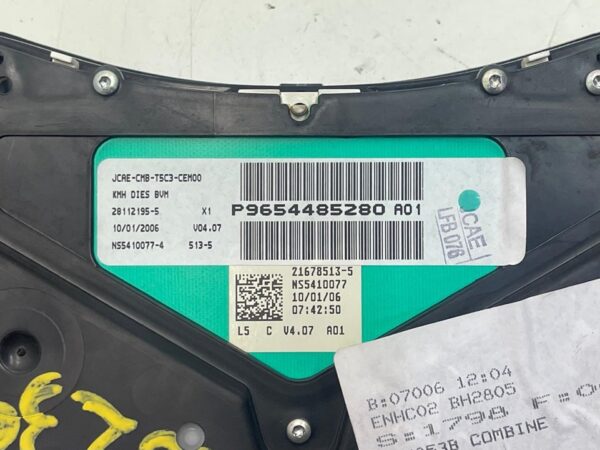 JCAE-CMB-T5C3-CEM00
KMH DIES BVM
28112195-5 X1
10/01/2006 V04.07
NS5410077-4 513-5
P9654485280 A01
JCAE
LFB 076
21678513-5
NS5410077
10/01/06
07:42:50
L5 C V4.07 A01
B:07006 12:04
ENHC02 BH2805
COMBINE